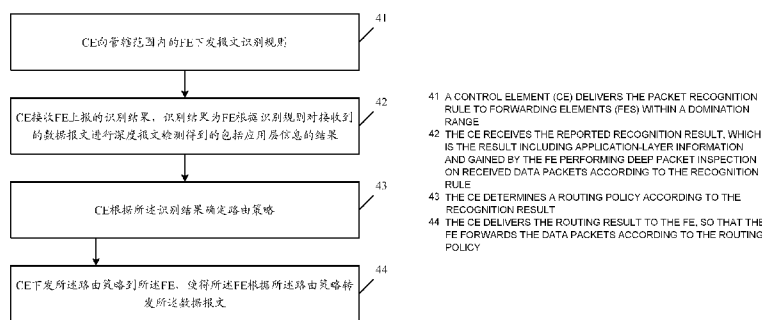 41
CE向管辖范围内的FE下发报文识别规则
42
CE接收FE上报的识别结果，识别结果为FE根据识别规则对接收到
的数据报文进行深度报文检测得到的包括应用层信息的结果
43
CE根据所述识别结果确定路由策略
44
CE下发所述路由策略到所述FE，使得所述FE根据所述路由策略转
发所述数据报文
41 A CONTROL ELEMENT (CE) DELIVERS THE PACKET RECOGNITION
RULE TO FORWARDING ELEMENTS (FES) WITHIN A DOMINATION
RANGE
42 THE CE RECEIVES THE REPORTED RECOGNITION RESULT, WHICH
IS THE RESULT INCLUDING APPLICATION-LAYER INFORMATION
AND GAINED BY THE FE PERFORMING DEEP PACKET INSPECTION
ON RECEIVED DATA PACKETS ACCORDING TO THE RECOGNITION
RULE
43 THE CE DETERMINES A ROUTING POLICY ACCORDING TO THE
RECOGNITION RESULT
44 THE CE DELIVERS THE ROUTING RESULT TO THE FE, SO THAT THE
FE FORWARDS THE DATA PACKETS ACCORDING TO THE ROUTING
POLICY